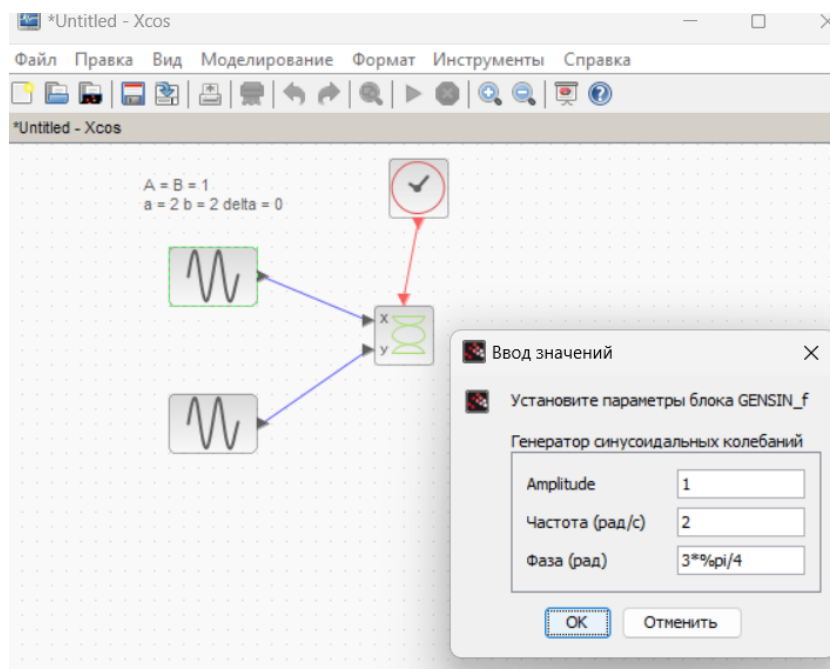 *Untitled - Xcos
Файл Правка Вид Моделирование Формат Инструменты Справка
*Untitled - Xcos
A = B = 1
a = 2 b = 2 delta = 0
x
y
Ввод значений
Установите параметры блока GENSIN_f
Генератор синусоидальных колебаний
Amplitude 1
Частота (рад/с) 2
Фаза (рад) 3*%pi/4
OK Отменить